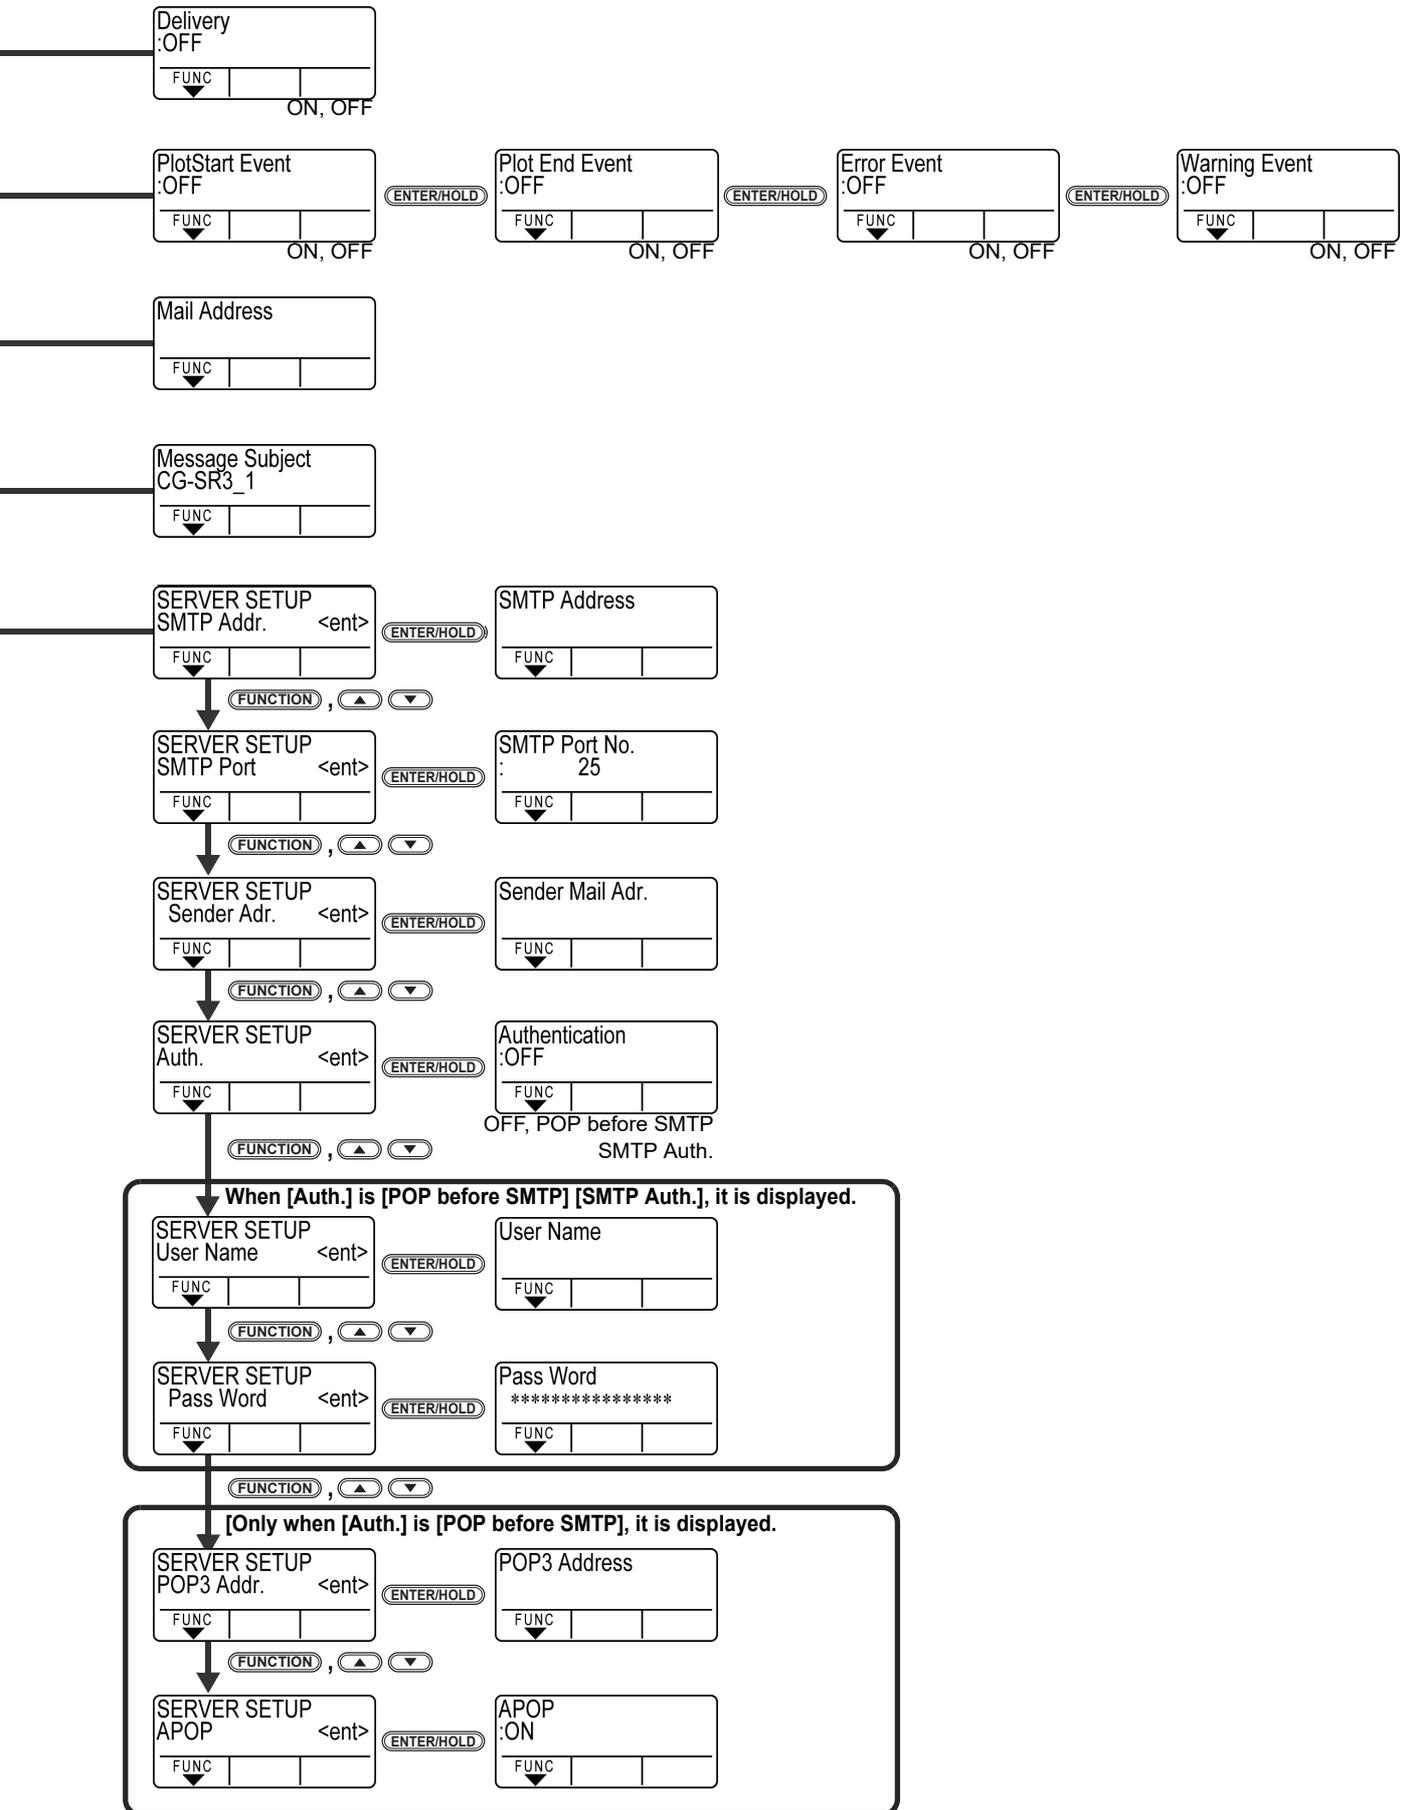 Delivery
:OFF
FUNC
ON, OFF
PlotStart Event
:OFF
FUNC
ON, OFF
ENTER/HOLD
Plot End Event
:OFF
FUNC
ON, OFF
ENTER/HOLD
Error Event
:OFF
FUNC
ON, OFF
ENTER/HOLD
Warning Event
:OFF
FUNC
ON, OFF
Mail Address
FUNC
Message Subject
CG-SR3_1
FUNC
SERVER SETUP
SMTP Addr. <ent>
FUNC
ENTER/HOLD
SMTP Address
FUNC
FUNCTION ,
SERVER SETUP
SMTP Port <ent>
FUNC
ENTER/HOLD
SMTP Port No.
: 25
FUNC
FUNCTION ,
SERVER SETUP
Sender Adr. <ent>
FUNC
ENTER/HOLD
Sender Mail Adr.
FUNC
FUNCTION ,
SERVER SETUP
Auth. <ent>
FUNC
ENTER/HOLD
Authentication
:OFF
FUNC
OFF, POP before SMTP
SMTP Auth.
FUNCTION ,
When [Auth.] is [POP before SMTP] [SMTP Auth.], it is displayed.
SERVER SETUP
User Name <ent>
FUNC
ENTER/HOLD
User Name
FUNC
FUNCTION ,
SERVER SETUP
Pass Word <ent>
FUNC
ENTER/HOLD
Pass Word
****************
FUNC
FUNCTION ,
[Only when [Auth.] is [POP before SMTP], it is displayed.
SERVER SETUP
POP3 Addr. <ent>
FUNC
ENTER/HOLD
POP3 Address
FUNC
FUNCTION ,
SERVER SETUP
APOP <ent>
FUNC
ENTER/HOLD
APOP
:ON
FUNC